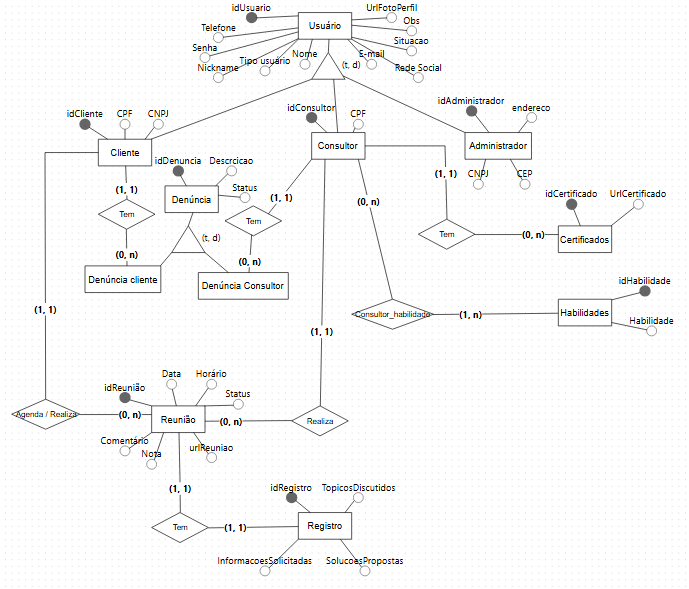 idUsuario
UrlFotoPerfil
Telefone
Usuário
Obs
Senha
Situacao
Nickname
Tipo usuário
Nome
E-mail
Rede Social
(t, d)
idCliente
CPF
CNPJ
Cliente
idConsultor
CPF
Consultor
idAdministrador
endereco
Administrador
CNPJ
CEP
idDenuncia
Descrcicao
Status
Denúncia
(1, 1)
(1, 1)
(1, 1)
(0, n)
idCertificado
UrlCertificado
Tem
Tem
Tem
(t, d)
(0, n)
Certificados
(0, n)
(0, n)
Denúncia cliente
Denúncia Consultor
idHabilidade
Habilidades
Habilidade
Consultor_habilidade
(1, n)
(1, 1)
(1, 1)
Data
Horário
idReunião
Status
Agenda / Realiza
(0, n)
Reunião
(0, n)
Realiza
Comentário
Nota
urlReuniao
(1, 1)
idRegistro
TopicosDiscutidos
Tem
(1, 1)
Registro
InformacoesSolicitadas
SolucoesPropostas